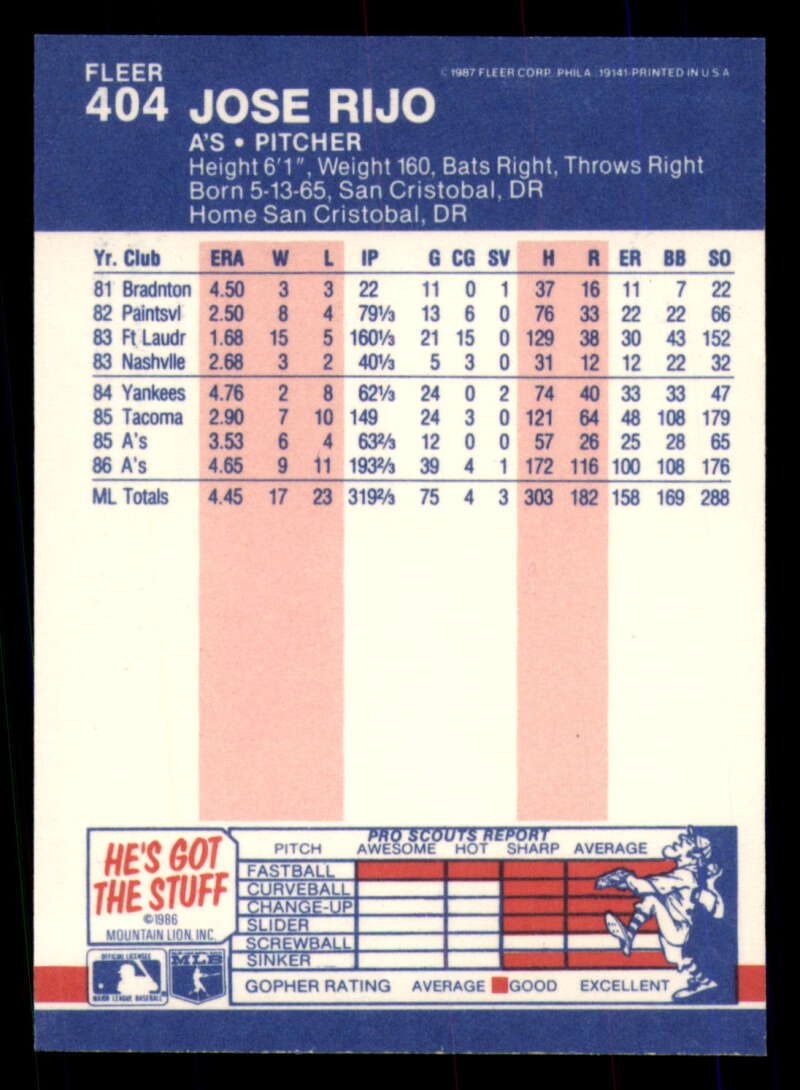 FLEER
©1987 FLEER CORP. PHILA. 19141-PRINTED IN U S A
404 JOSE RIJO
A'S • PITCHER
Height 6'1", Weight 160, Bats Right, Throws Right
Born 5-13-65, San Cristobal, DR
Home San Cristobal, DR
Yr. Club ERA W L IP G CG SV H R ER BB SO
81 Bradnton 4.50 3 3 22 11 0 1 37 16 11 7 22
82 Paintsvl 2.50 8 4 79⅓ 13 6 0 76 33 22 22 66
83 Ft Laudr 1.68 15 5 160⅓ 21 15 0 129 38 30 43 152
83 Nashvlle 2.68 3 2 40⅓ 5 3 0 31 12 12 22 32
84 Yankees 4.76 2 8 62⅓ 24 0 2 74 40 33 33 47
85 Tacoma 2.90 7 10 149 24 3 0 121 64 48 108 179
85 A's 3.53 6 4 63⅔ 12 0 0 57 26 25 28 65
86 A's 4.65 9 11 193⅔ 39 4 1 172 116 100 108 176
ML Totals 4.45 17 23 319⅔ 75 4 3 303 182 158 169 288
HE'S GOT
THE STUFF
©1986
MOUNTAIN LION, INC.
PRO SCOUTS REPORT
PITCH AWESOME HOT SHARP AVERAGE
FASTBALL
CURVEBALL
CHANGE-UP
SLIDER
SCREWBALL
SINKER
GOPHER RATING AVERAGE GOOD EXCELLENT
OFFICIAL LICENSEE
MAJOR LEAGUE BASEBALL
MLB